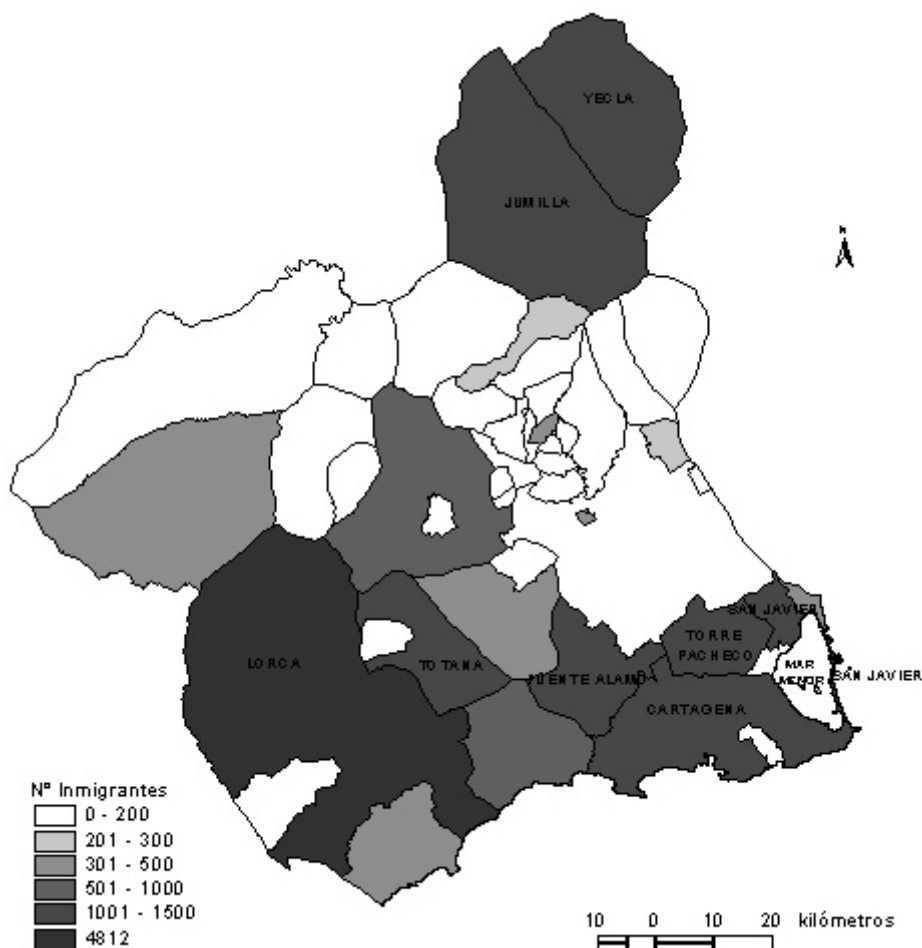 YECLA
JUMILLA
N
SAN JAVIER
TORRE
PACHECO
LORCA
TOTANA
MAR
MENOR
SAN JAVIER
FUENTE ALAMO
CARTAGENA
Nº Inmigrantes
0 - 200
201 - 300
301 - 500
501 - 1000
1001 - 1500
4812
10 0 10 20 kilómetros